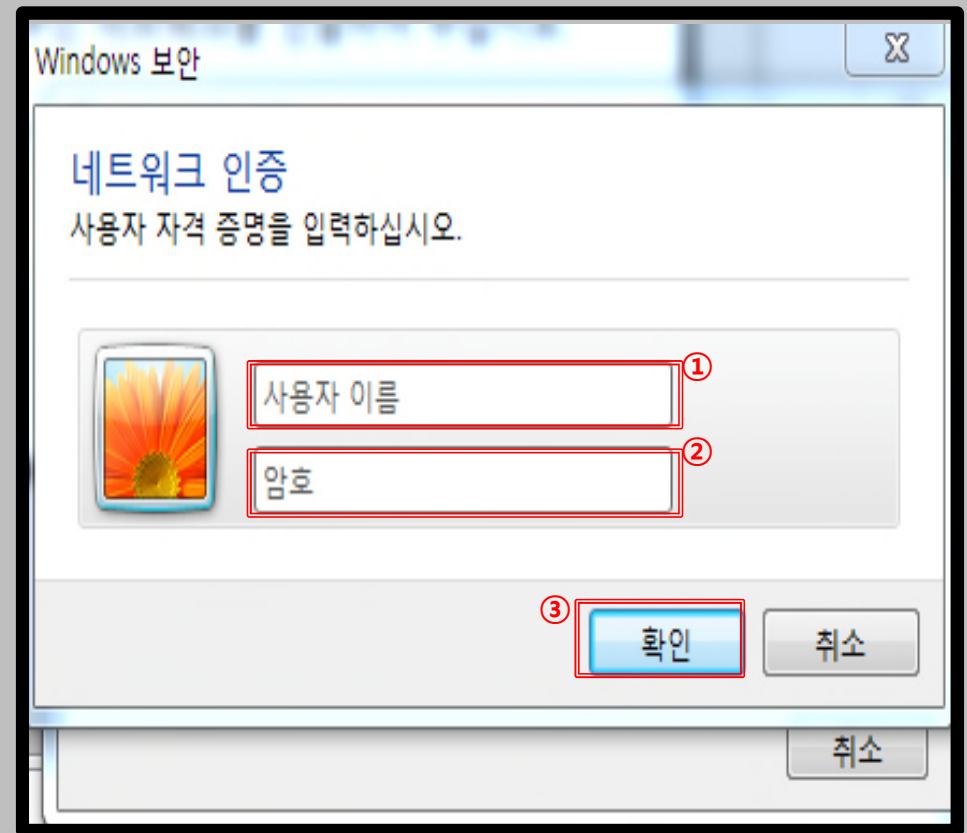 Windows 보안
네트워크 인증
사용자 자격 증명을 입력하십시오.
①
사용자 이름
②
암호
③
확인
취소
취소